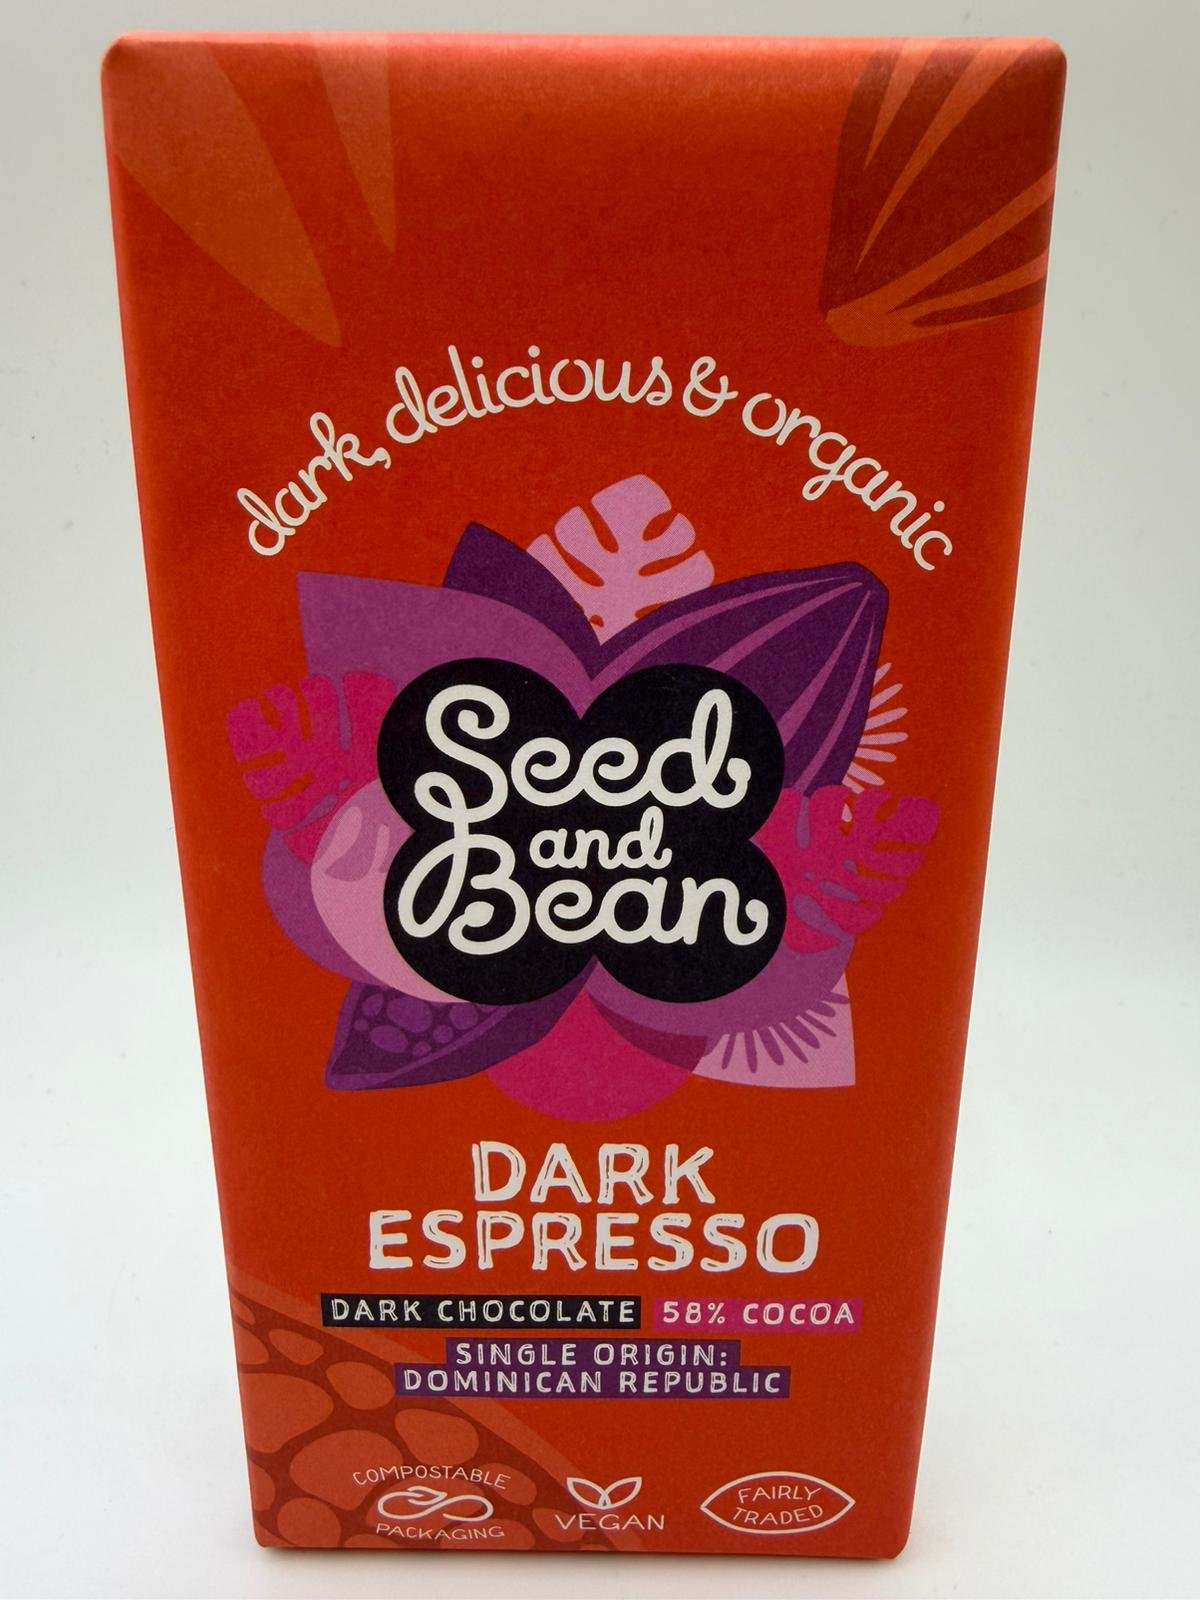 dark, delicious & organic
Seed
and
Bean
DARK
ESPRESSO
DARK CHOCOLATE 58% COCOA
SINGLE ORIGIN:
DOMINICAN REPUBLIC
COMPOSTABLE
PACKAGING
VEGAN
FAIRLY
TRADED